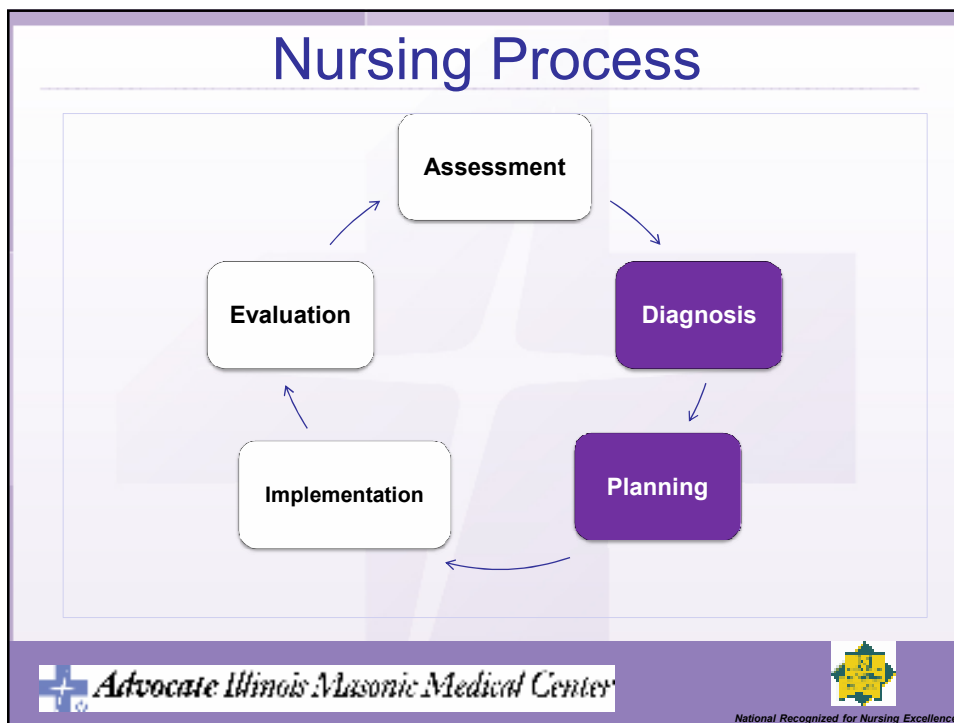 Nursing Process
Assessment
Evaluation
Diagnosis
Implementation
Planning
Advocate Illinois Masonic Medical Center
National Recognized for Nursing Excellence